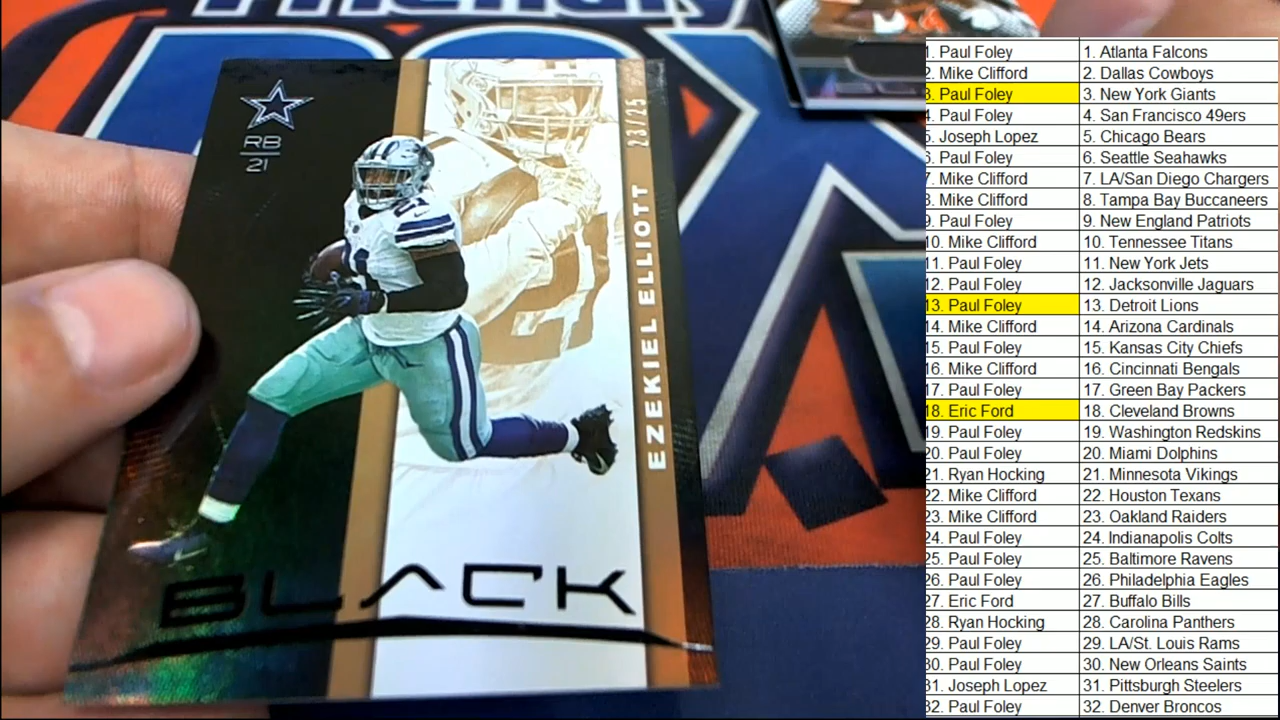 Friendly
BOX
RB
21
23/25
EZEKIEL ELLIOTT
21
BLACK
1. Paul Foley 1. Atlanta Falcons
2. Mike Clifford 2. Dallas Cowboys
3. Paul Foley 3. New York Giants
4. Paul Foley 4. San Francisco 49ers
5. Joseph Lopez 5. Chicago Bears
6. Paul Foley 6. Seattle Seahawks
7. Mike Clifford 7. LA/San Diego Chargers
8. Mike Clifford 8. Tampa Bay Buccaneers
9. Paul Foley 9. New England Patriots
10. Mike Clifford 10. Tennessee Titans
11. Paul Foley 11. New York Jets
12. Paul Foley 12. Jacksonville Jaguars
13. Paul Foley 13. Detroit Lions
14. Mike Clifford 14. Arizona Cardinals
15. Paul Foley 15. Kansas City Chiefs
16. Mike Clifford 16. Cincinnati Bengals
17. Paul Foley 17. Green Bay Packers
18. Eric Ford 18. Cleveland Browns
19. Paul Foley 19. Washington Redskins
20. Paul Foley 20. Miami Dolphins
21. Ryan Hocking 21. Minnesota Vikings
22. Mike Clifford 22. Houston Texans
23. Mike Clifford 23. Oakland Raiders
24. Paul Foley 24. Indianapolis Colts
25. Paul Foley 25. Baltimore Ravens
26. Paul Foley 26. Philadelphia Eagles
27. Eric Ford 27. Buffalo Bills
28. Ryan Hocking 28. Carolina Panthers
29. Paul Foley 29. LA/St. Louis Rams
30. Paul Foley 30. New Orleans Saints
31. Joseph Lopez 31. Pittsburgh Steelers
32. Paul Foley 32. Denver Broncos